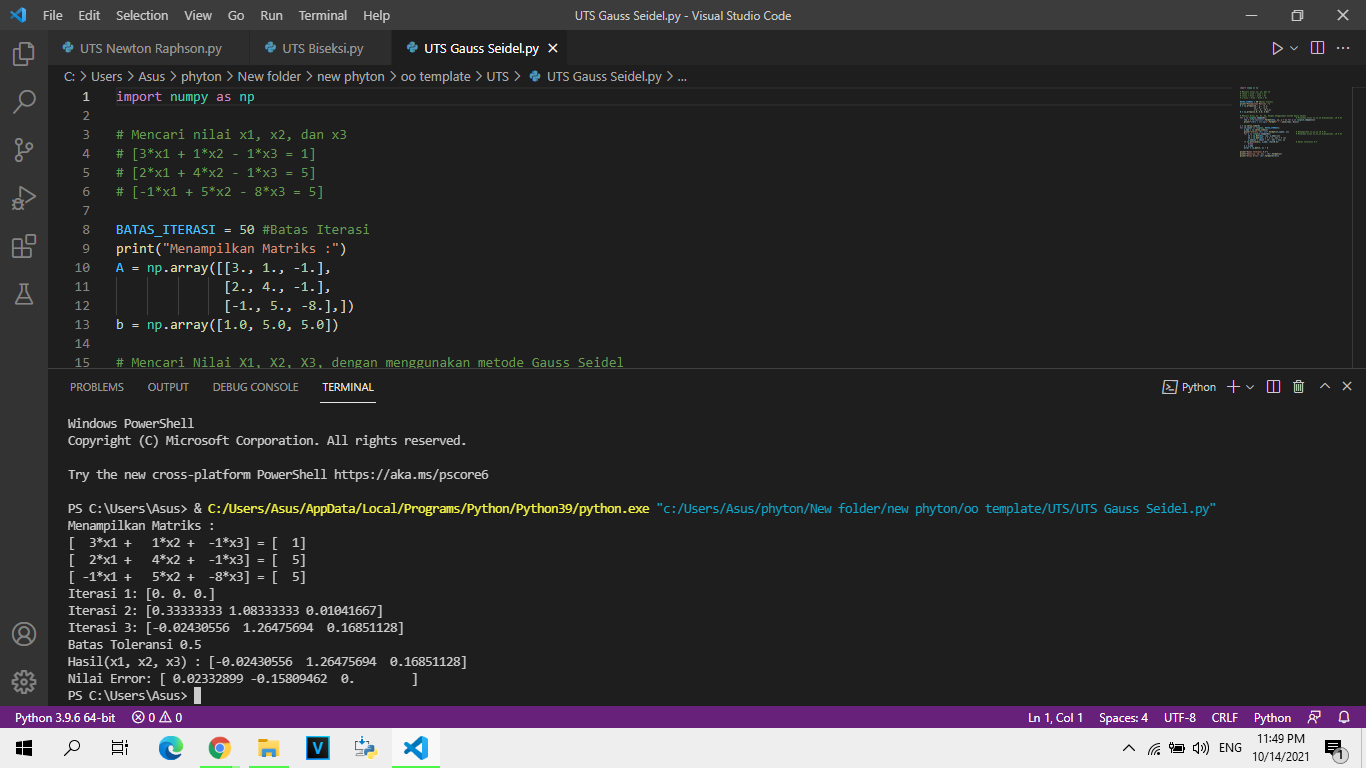 File Edit Selection View Go Run Terminal Help
UTS Gauss Seidel.py - Visual Studio Code
UTS Newton Raphson.py
UTS Biseksi.py
UTS Gauss Seidel.py
C: > Users > Asus > phyton > New folder > new phyton > oo template > UTS > UTS Gauss Seidel.py > ...
1 import numpy as np
2
3 # Mencari nilai x1, x2, dan x3
4 # [3*x1 + 1*x2 - 1*x3 = 1]
5 # [2*x1 + 4*x2 - 1*x3 = 5]
6 # [-1*x1 + 5*x2 - 8*x3 = 5]
7
8 BATAS_ITERASI = 50 #Batas Iterasi
9 print("Menampilkan Matriks :")
10 A = np.array([[3., 1., -1.],
11 [2., 4., -1.],
12 [-1., 5., -8.],])
13 b = np.array([1.0, 5.0, 5.0])
14
15 # Mencari Nilai X1, X2, X3, dengan menggunakan metode Gauss Seidel
PROBLEMS OUTPUT DEBUG CONSOLE TERMINAL
Python
Windows PowerShell
Copyright (C) Microsoft Corporation. All rights reserved.
Try the new cross-platform PowerShell https://aka.ms/pscore6
PS C:\Users\Asus> & C:/Users/Asus/AppData/Local/Programs/Python/Python39/python.exe "c:/Users/Asus/phyton/New folder/new phyton/oo template/UTS/UTS Gauss Seidel.py"
Menampilkan Matriks :
[  3*x1 +   1*x2 +  -1*x3] = [  1]
[  2*x1 +   4*x2 +  -1*x3] = [  5]
[ -1*x1 +   5*x2 +  -8*x3] = [  5]
Iterasi 1: [0. 0. 0.]
Iterasi 2: [0.33333333 1.08333333 0.01041667]
Iterasi 3: [-0.02430556  1.26475694  0.16851128]
Batas Toleransi 0.5
Hasil(x1, x2, x3) : [-0.02430556  1.26475694  0.16851128]
Nilai Error: [ 0.02332899 -0.15809462  0.        ]
PS C:\Users\Asus>
Python 3.9.6 64-bit 0 0
Ln 1, Col 1 Spaces: 4 UTF-8 CRLF Python
V
ENG
11:49 PM
10/14/2021
1